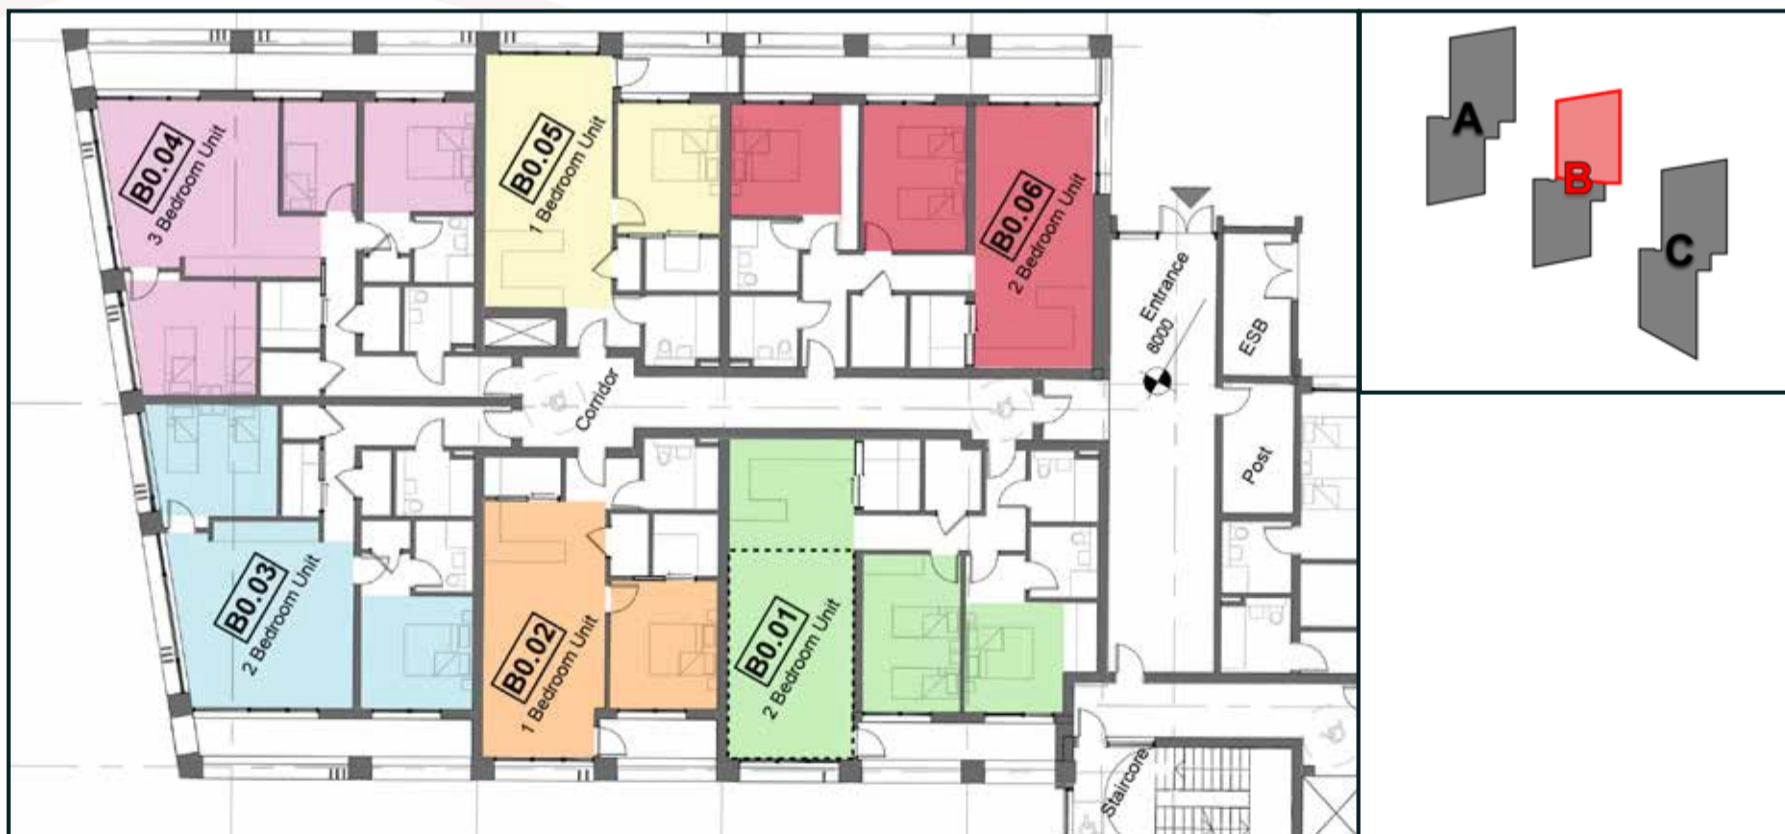 B0.04
3 Bedroom Unit
B0.05
1 Bedroom Unit
B0.06
2 Bedroom Unit
Entrance
8000
ESB
Post
Corridor
B0.03
2 Bedroom Unit
B0.02
1 Bedroom Unit
B0.01
2 Bedroom Unit
Staircore
A
B
C